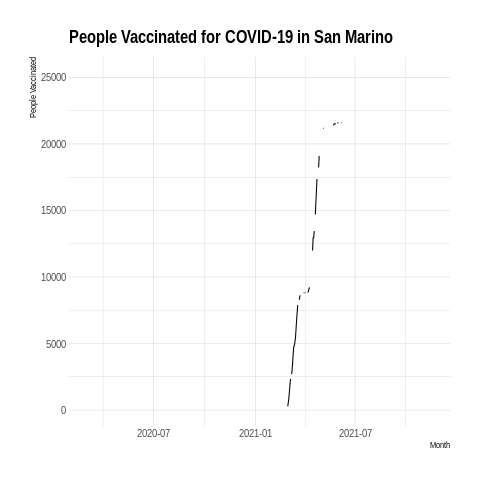 People Vaccinated for COVID-19 in San Marino
People Vaccinated
25000
20000
15000
10000
5000
0
2020-07 2021-01 2021-07
Month